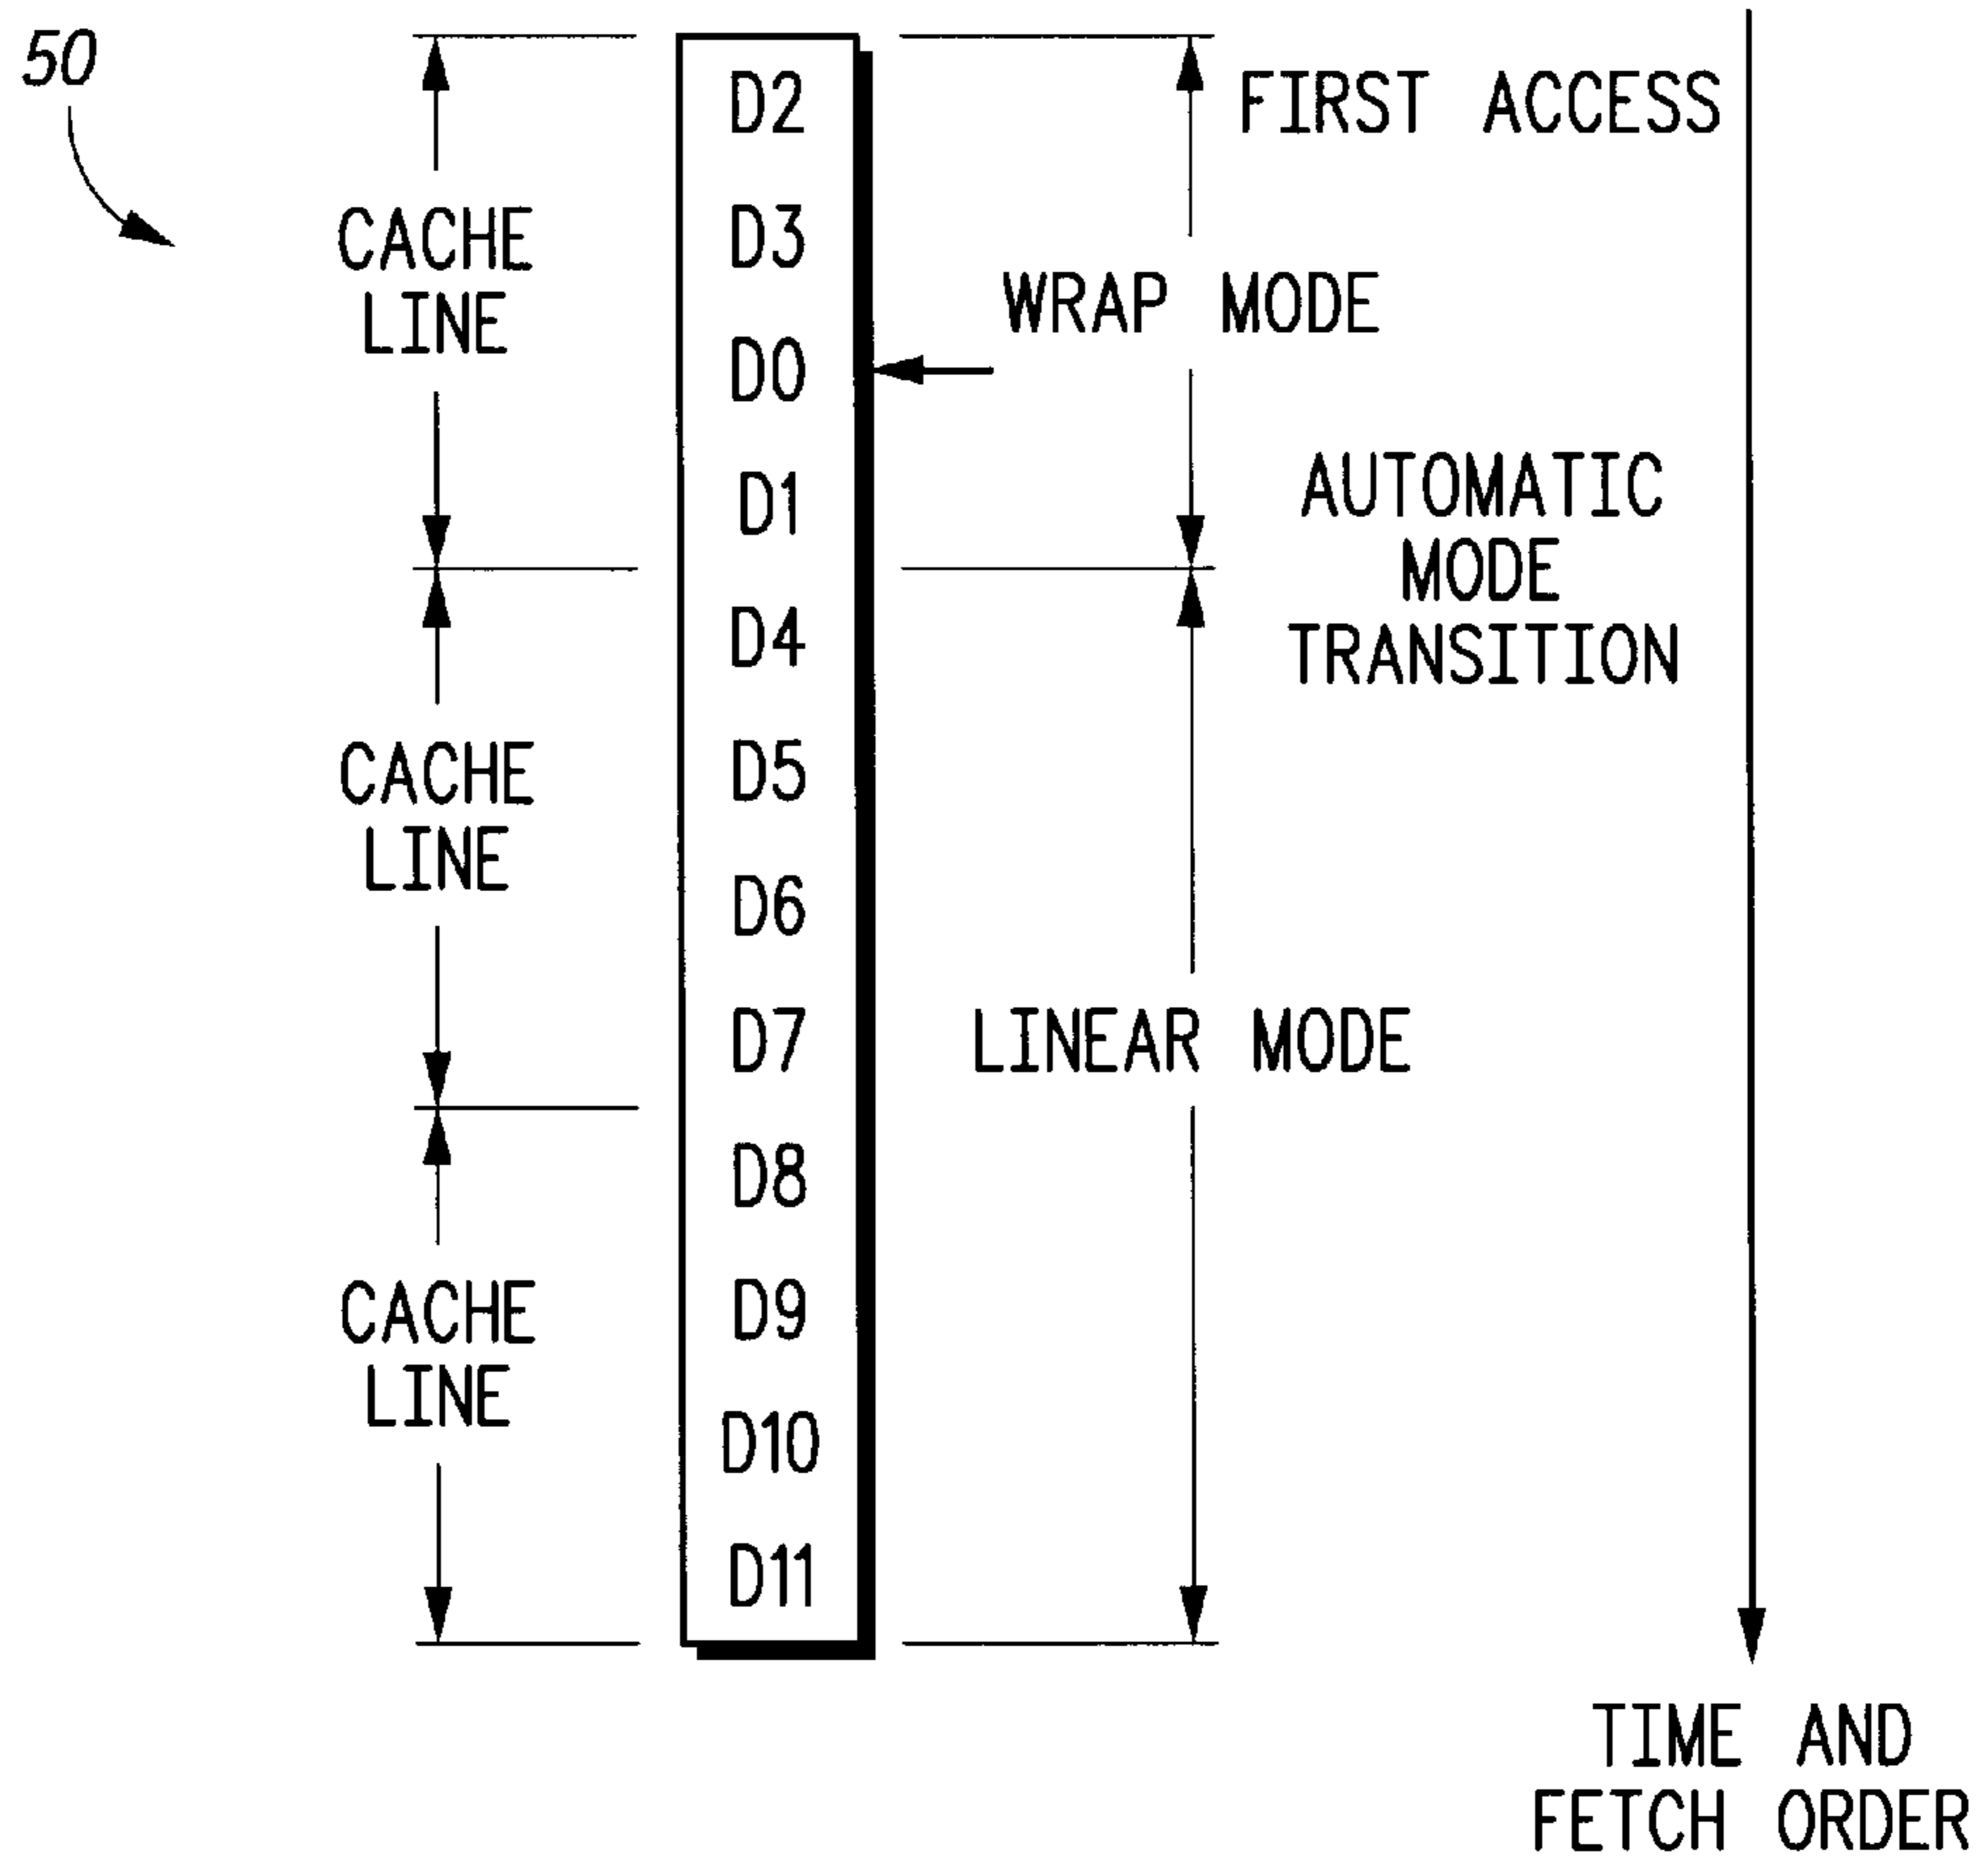 50
CACHE
LINE
CACHE
LINE
CACHE
LINE
D2
D3
D0
D1
D4
D5
D6
D7
D8
D9
D10
D11
FIRST ACCESS
WRAP MODE
AUTOMATIC
MODE
TRANSITION
LINEAR MODE
TIME AND
FETCH ORDER